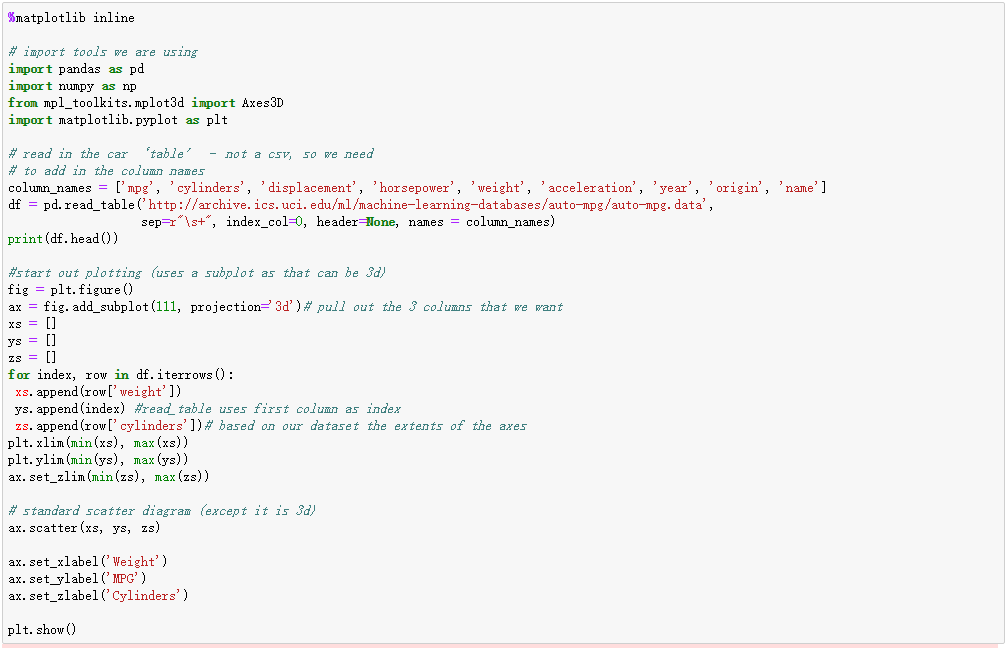 %matplotlib inline
# import tools we are using
import pandas as pd
import numpy as np
from mpl_toolkits.mplot3d import Axes3D
import matplotlib.pyplot as plt
# read in the car ‘table’ – not a csv, so we need
# to add in the column names
column_names = ['mpg', 'cylinders', 'displacement', 'horsepower', 'weight', 'acceleration', 'year', 'origin', 'name']
df = pd.read_table('http://archive.ics.uci.edu/ml/machine-learning-databases/auto-mpg/auto-mpg.data',
                   sep=r"\s+", index_col=0, header=None, names = column_names)
print(df.head())
#start out plotting (uses a subplot as that can be 3d)
fig = plt.figure()
ax = fig.add_subplot(111, projection='3d')# pull out the 3 columns that we want
xs = []
ys = []
zs = []
for index, row in df.iterrows():
 xs.append(row['weight'])
 ys.append(index) #read_table uses first column as index
 zs.append(row['cylinders'])# based on our dataset the extents of the axes
plt.xlim(min(xs), max(xs))
plt.ylim(min(ys), max(ys))
ax.set_zlim(min(zs), max(zs))
# standard scatter diagram (except it is 3d)
ax.scatter(xs, ys, zs)
ax.set_xlabel('Weight')
ax.set_ylabel('MPG')
ax.set_zlabel('Cylinders')
plt.show()